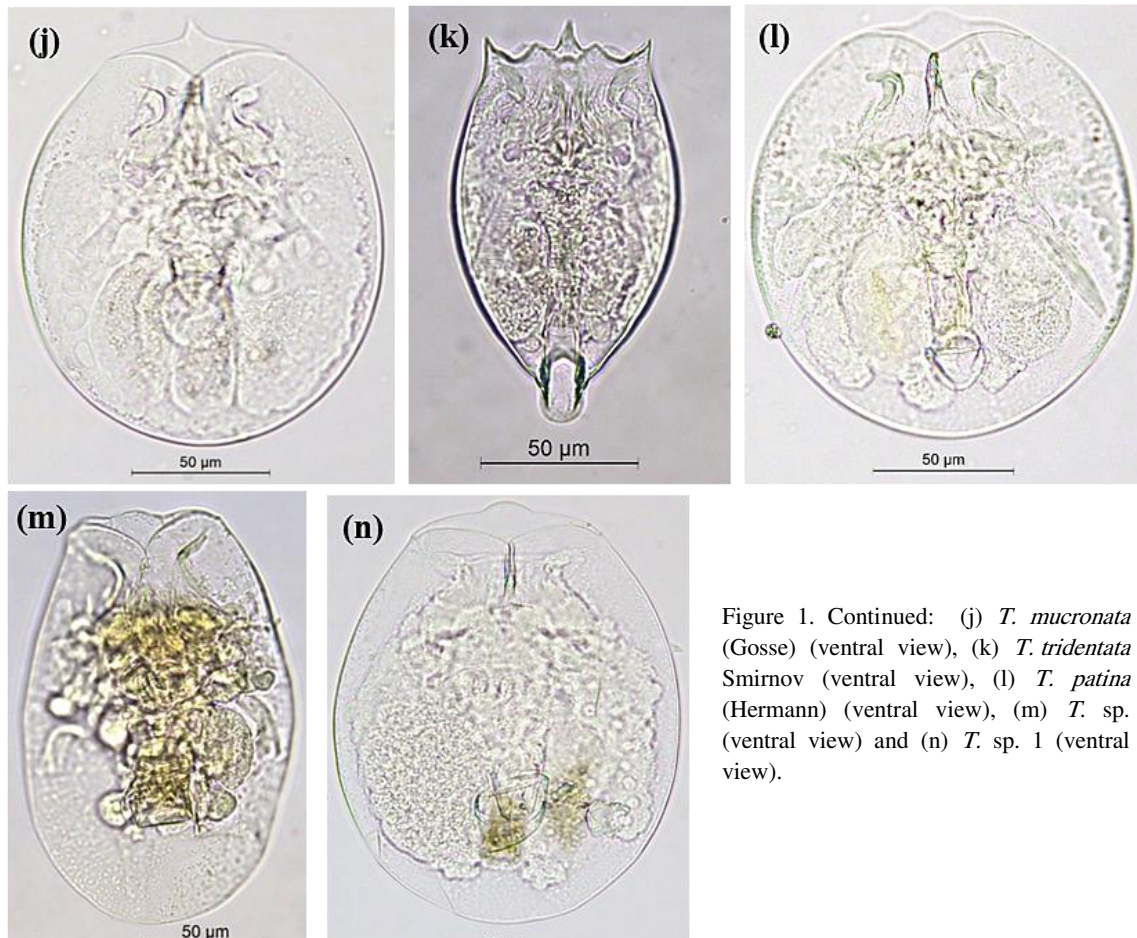 (j)
(k)
(l)
50 µm
50 µm
50 µm
(m)
(n)
50 µm
Figure 1. Continued: (j) T. mucronata
(Gosse) (ventral view), (k) T. tridentata
Smirnov (ventral view), (l) T. patina
(Hermann) (ventral view), (m) T. sp.
(ventral view) and (n) T. sp. 1 (ventral
view).